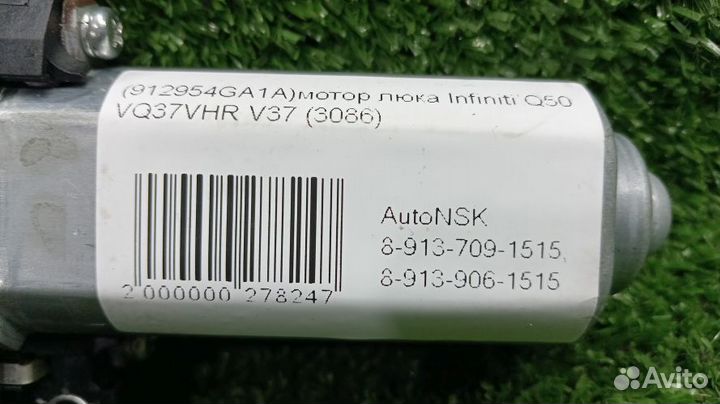 (912954GA1A)мотор люка Infiniti Q50
VQ37VHR V37 (3086)
AutoNSK
8-913-709-1515,
8-913-906-1515
2 000000 278247
Avito